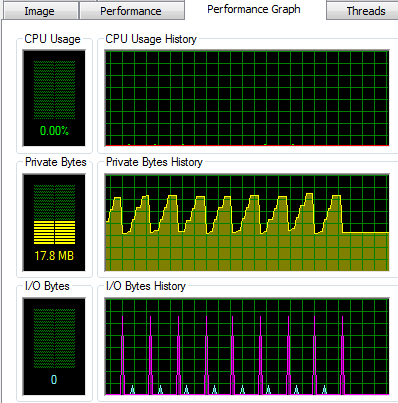 Image Performance Performance Graph Threads
CPU Usage CPU Usage History
0.00%
Private Bytes Private Bytes History
17.8 MB
I/O Bytes I/O Bytes History
0